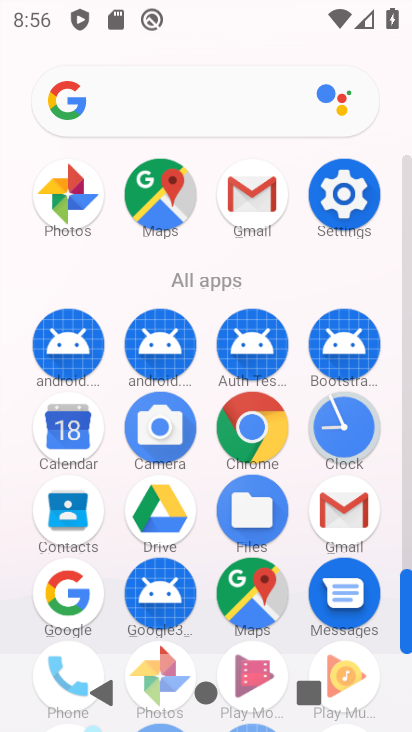 8:56
Photos Maps Gmail Settings
All apps
android.... android.... Auth Tes... Bootstra...
18
Calendar Camera Chrome Clock
Contacts Drive Files Gmail
Google Google3... Maps Messages
Phone Photos Play Mo... Play Mu...